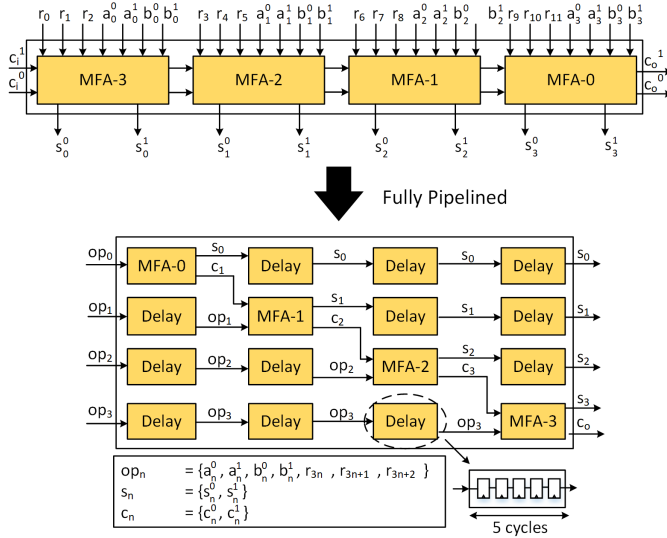 r₀ r₁ r₂ a₀⁰ a₀¹ b₀⁰ b₀¹ r₃ r₄ r₅ a₁⁰ a₁¹ b₁⁰ b₁¹ r₆ r₇ r₈ a₂⁰ a₂¹ b₂⁰ b₂¹ r₉ r₁₀ r₁₁ a₃⁰ a₃¹ b₃⁰ b₃¹
cᵢ¹ cₒ¹
MFA-3 MFA-2 MFA-1 MFA-0
cᵢ⁰ cₒ⁰
s₀⁰ s₀¹ s₁⁰ s₁¹ s₂⁰ s₂¹ s₃⁰ s₃¹
Fully Pipelined
op₀ MFA-0 s₀ Delay s₀ Delay s₀ Delay s₀
c₁
op₁ Delay op₁ MFA-1 s₁ Delay s₁ Delay s₁
c₂
op₂ Delay op₂ Delay op₂ MFA-2 s₂ Delay s₂
c₃
op₃ Delay op₃ Delay op₃ Delay op₃ MFA-3 s₃
cₒ
opₙ = {aₙ⁰, aₙ¹, bₙ⁰, bₙ¹, r₃ₙ , r₃ₙ₊₁ , r₃ₙ₊₂ }
sₙ = {sₙ⁰, sₙ¹}
cₙ = {cₙ⁰, cₙ¹}
5 cycles